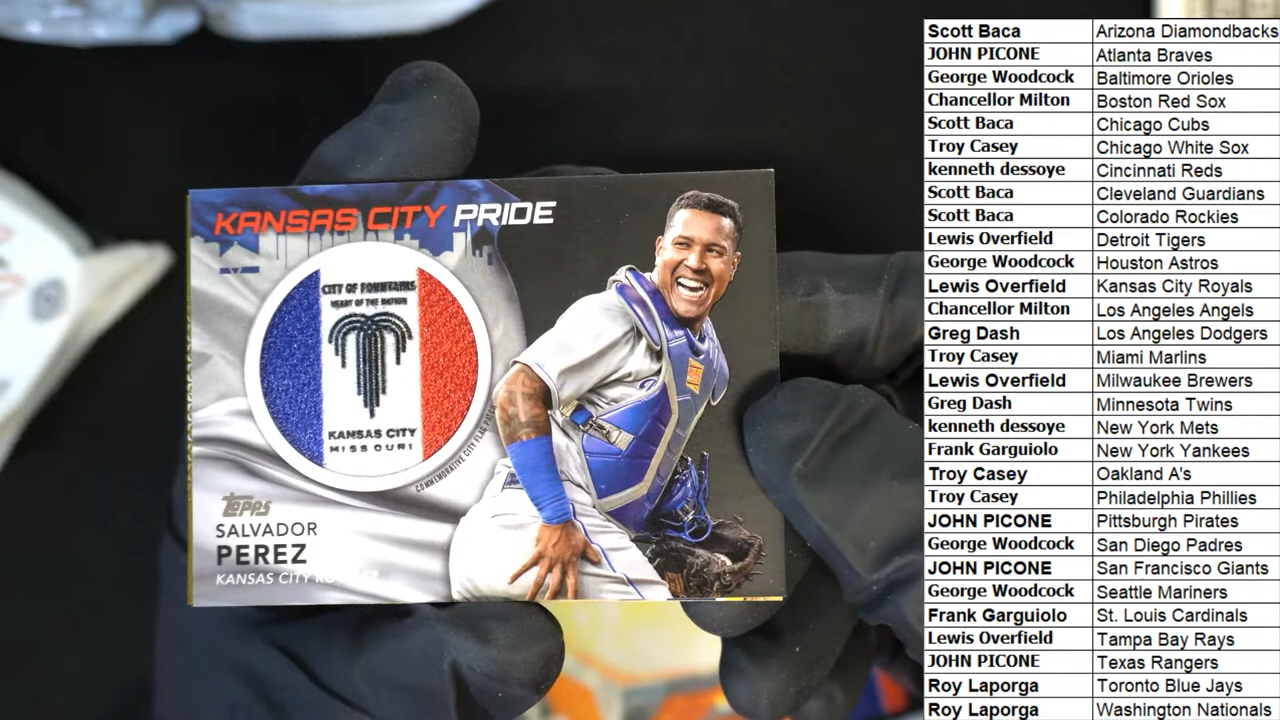 KANSAS CITY PRIDE
CITY OF FOUNTAINS
HEART OF THE NATION
KANSAS CITY
MISSOURI
COMMEMORATIVE CITY FLAG
Topps
SALVADOR
PEREZ
KANSAS CITY
Scott Baca Arizona Diamondbacks
JOHN PICONE Atlanta Braves
George Woodcock Baltimore Orioles
Chancellor Milton Boston Red Sox
Scott Baca Chicago Cubs
Troy Casey Chicago White Sox
kenneth dessoye Cincinnati Reds
Scott Baca Cleveland Guardians
Scott Baca Colorado Rockies
Lewis Overfield Detroit Tigers
George Woodcock Houston Astros
Lewis Overfield Kansas City Royals
Chancellor Milton Los Angeles Angels
Greg Dash Los Angeles Dodgers
Troy Casey Miami Marlins
Lewis Overfield Milwaukee Brewers
Greg Dash Minnesota Twins
kenneth dessoye New York Mets
Frank Garguiolo New York Yankees
Troy Casey Oakland A's
Troy Casey Philadelphia Phillies
JOHN PICONE Pittsburgh Pirates
George Woodcock San Diego Padres
JOHN PICONE San Francisco Giants
George Woodcock Seattle Mariners
Frank Garguiolo St. Louis Cardinals
Lewis Overfield Tampa Bay Rays
JOHN PICONE Texas Rangers
Roy Laporga Toronto Blue Jays
Roy Laporga Washington Nationals